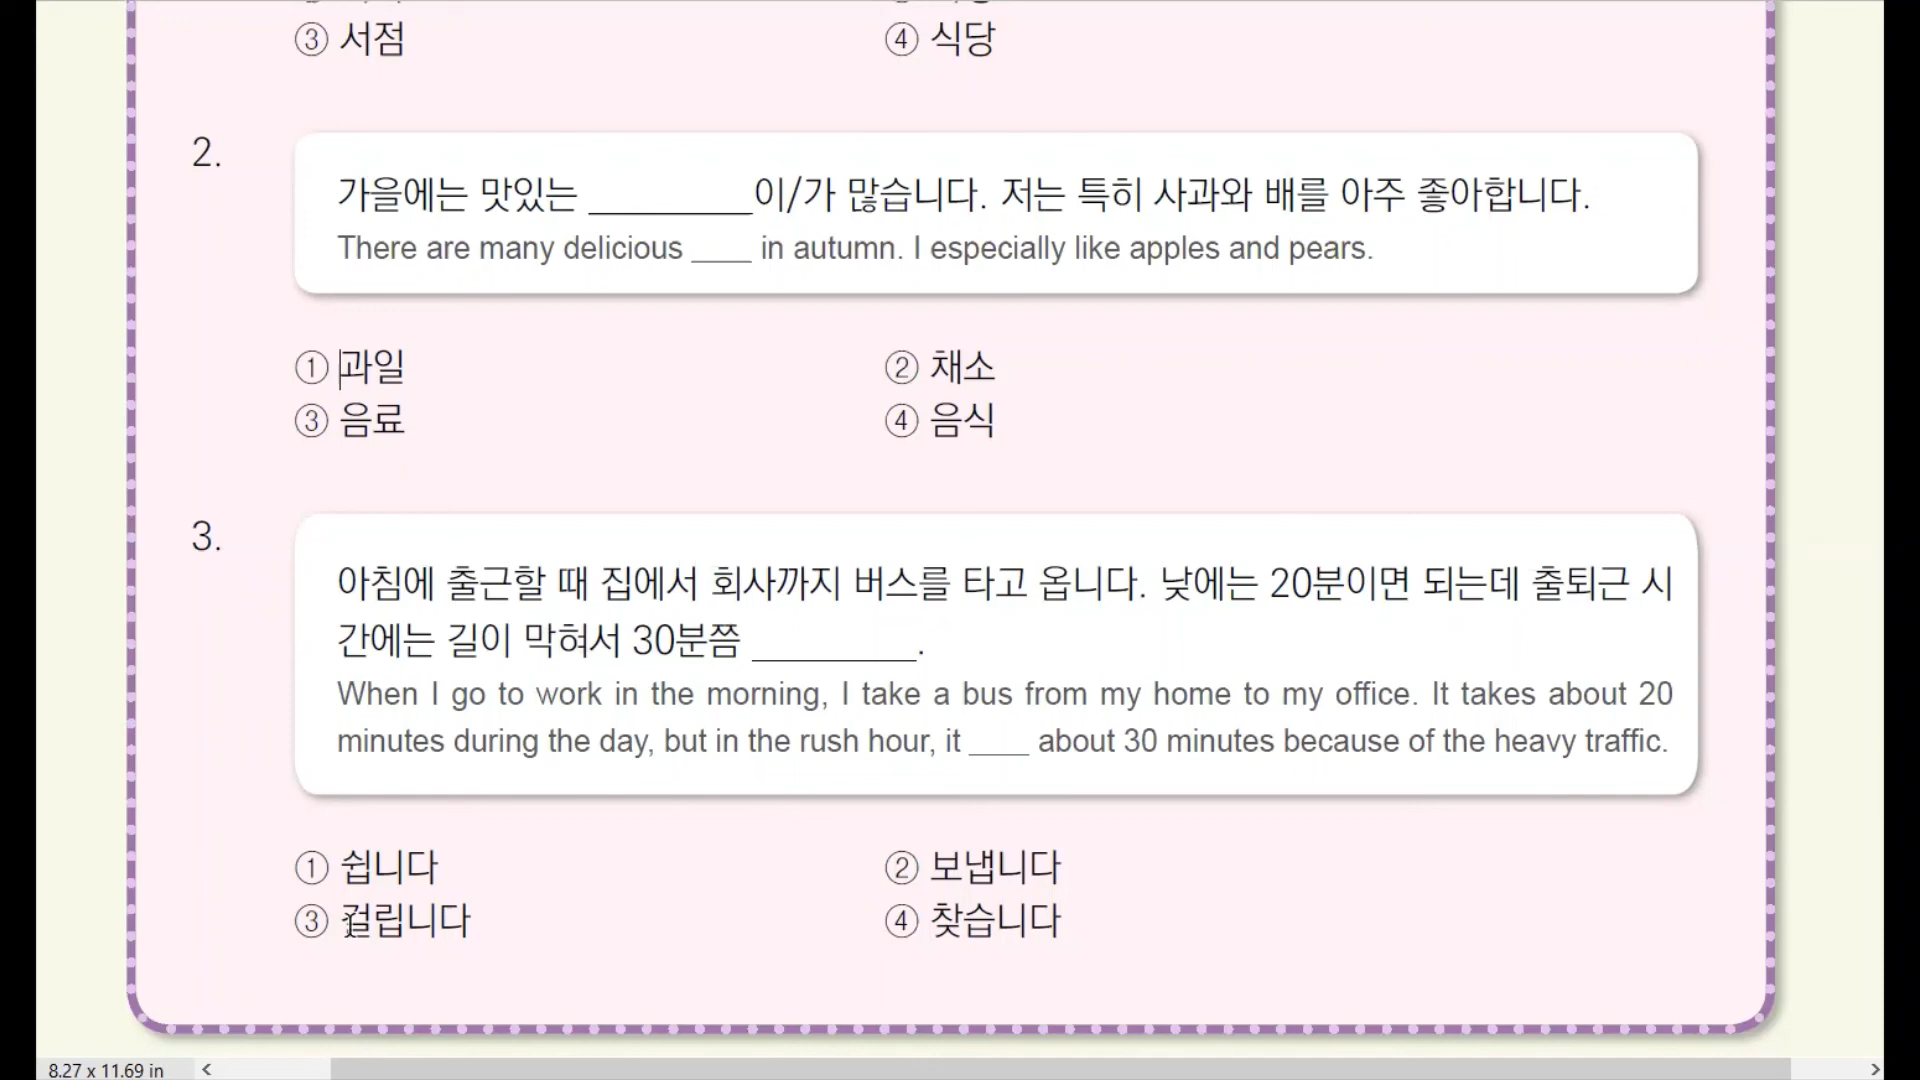 ③ 서점 ④ 식당
2.
가을에는 맛있는 __________이/가 많습니다. 저는 특히 사과와 배를 아주 좋아합니다.
There are many delicious ____ in autumn. I especially like apples and pears.
① 과일 ② 채소
③ 음료 ④ 음식
3.
아침에 출근할 때 집에서 회사까지 버스를 타고 옵니다. 낮에는 20분이면 되는데 출퇴근 시
간에는 길이 막혀서 30분쯤 __________.
When I go to work in the morning, I take a bus from my home to my office. It takes about 20
minutes during the day, but in the rush hour, it ____ about 30 minutes because of the heavy traffic.
① 쉽니다 ② 보냅니다
③ 걸립니다 ④ 찾습니다
8.27 x 11.69 in